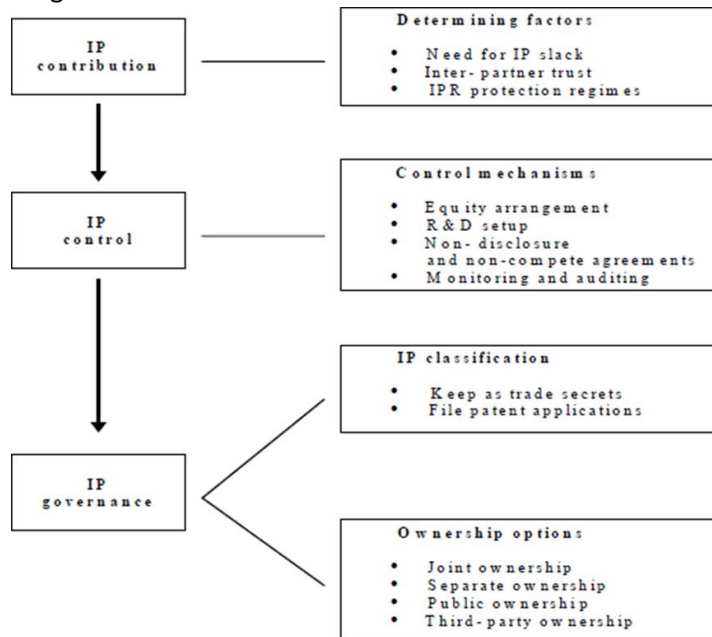 IP
contribution
Determining factors
• Need for IP slack
• Inter-partner trust
• IPR protection regimes
IP
control
Control mechanisms
• Equity arrangement
• R&D setup
• Non-disclosure
and non-compete agreements
• Monitoring and auditing
IP classification
• Keep as trade secrets
• File patent applications
IP
governance
Ownership options
• Joint ownership
• Separate ownership
• Public ownership
• Third-party ownership